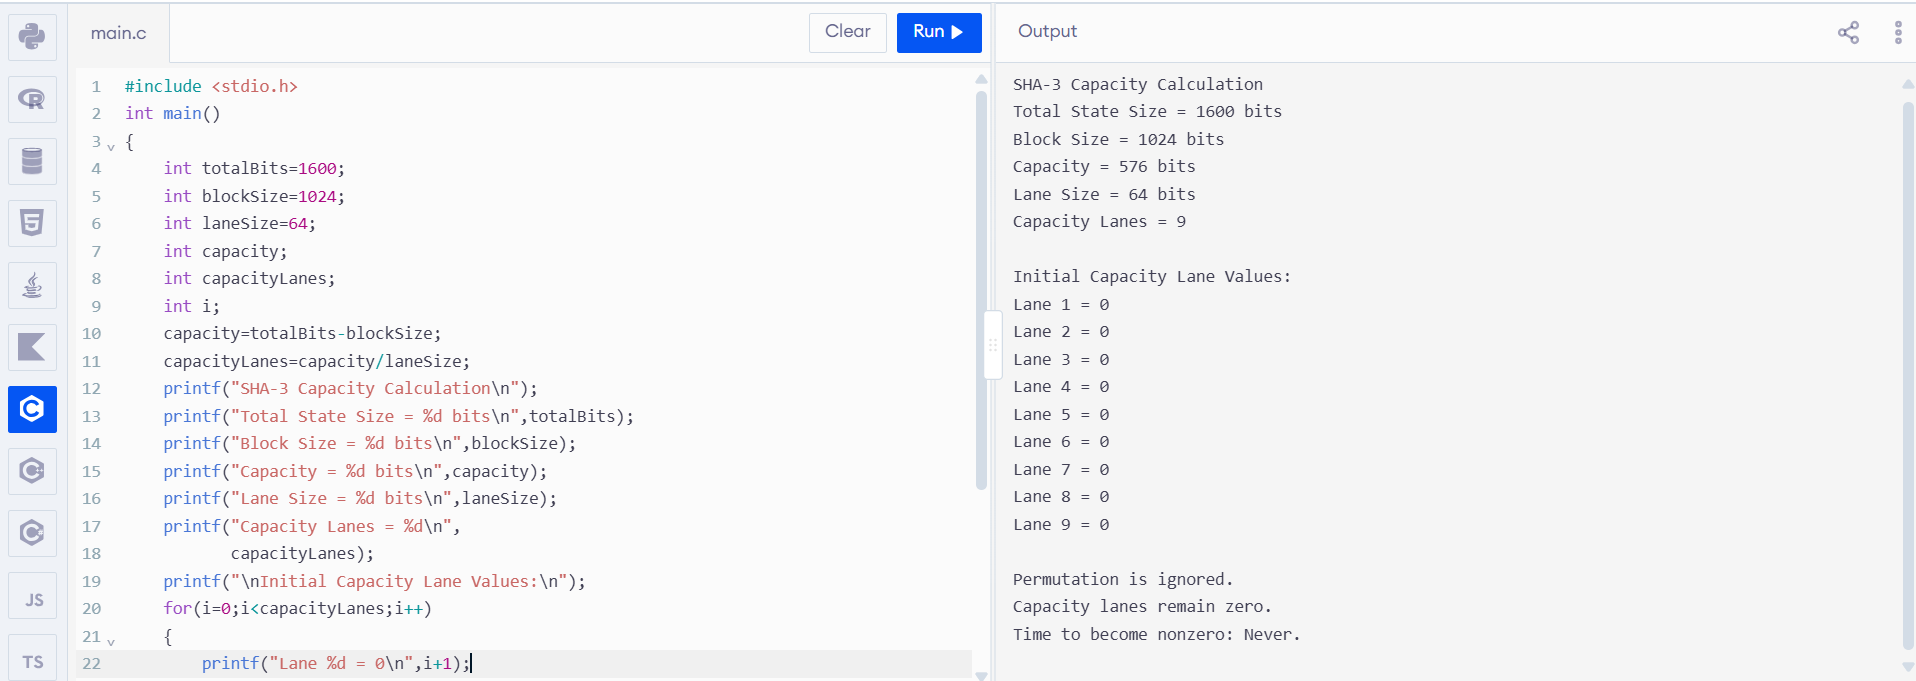 main.c
Clear
Run
1 #include <stdio.h>
2 int main()
3 {
4     int totalBits=1600;
5     int blockSize=1024;
6     int laneSize=64;
7     int capacity;
8     int capacityLanes;
9     int i;
10     capacity=totalBits-blockSize;
11     capacityLanes=capacity/laneSize;
12     printf("SHA-3 Capacity Calculation\n");
13     printf("Total State Size = %d bits\n",totalBits);
14     printf("Block Size = %d bits\n",blockSize);
15     printf("Capacity = %d bits\n",capacity);
16     printf("Lane Size = %d bits\n",laneSize);
17     printf("Capacity Lanes = %d\n",
18            capacityLanes);
19     printf("\nInitial Capacity Lane Values:\n");
20     for(i=0;i<capacityLanes;i++)
21     {
22         printf("Lane %d = 0\n",i+1);
JS
TS
Output
SHA-3 Capacity Calculation
Total State Size = 1600 bits
Block Size = 1024 bits
Capacity = 576 bits
Lane Size = 64 bits
Capacity Lanes = 9
Initial Capacity Lane Values:
Lane 1 = 0
Lane 2 = 0
Lane 3 = 0
Lane 4 = 0
Lane 5 = 0
Lane 6 = 0
Lane 7 = 0
Lane 8 = 0
Lane 9 = 0
Permutation is ignored.
Capacity lanes remain zero.
Time to become nonzero: Never.